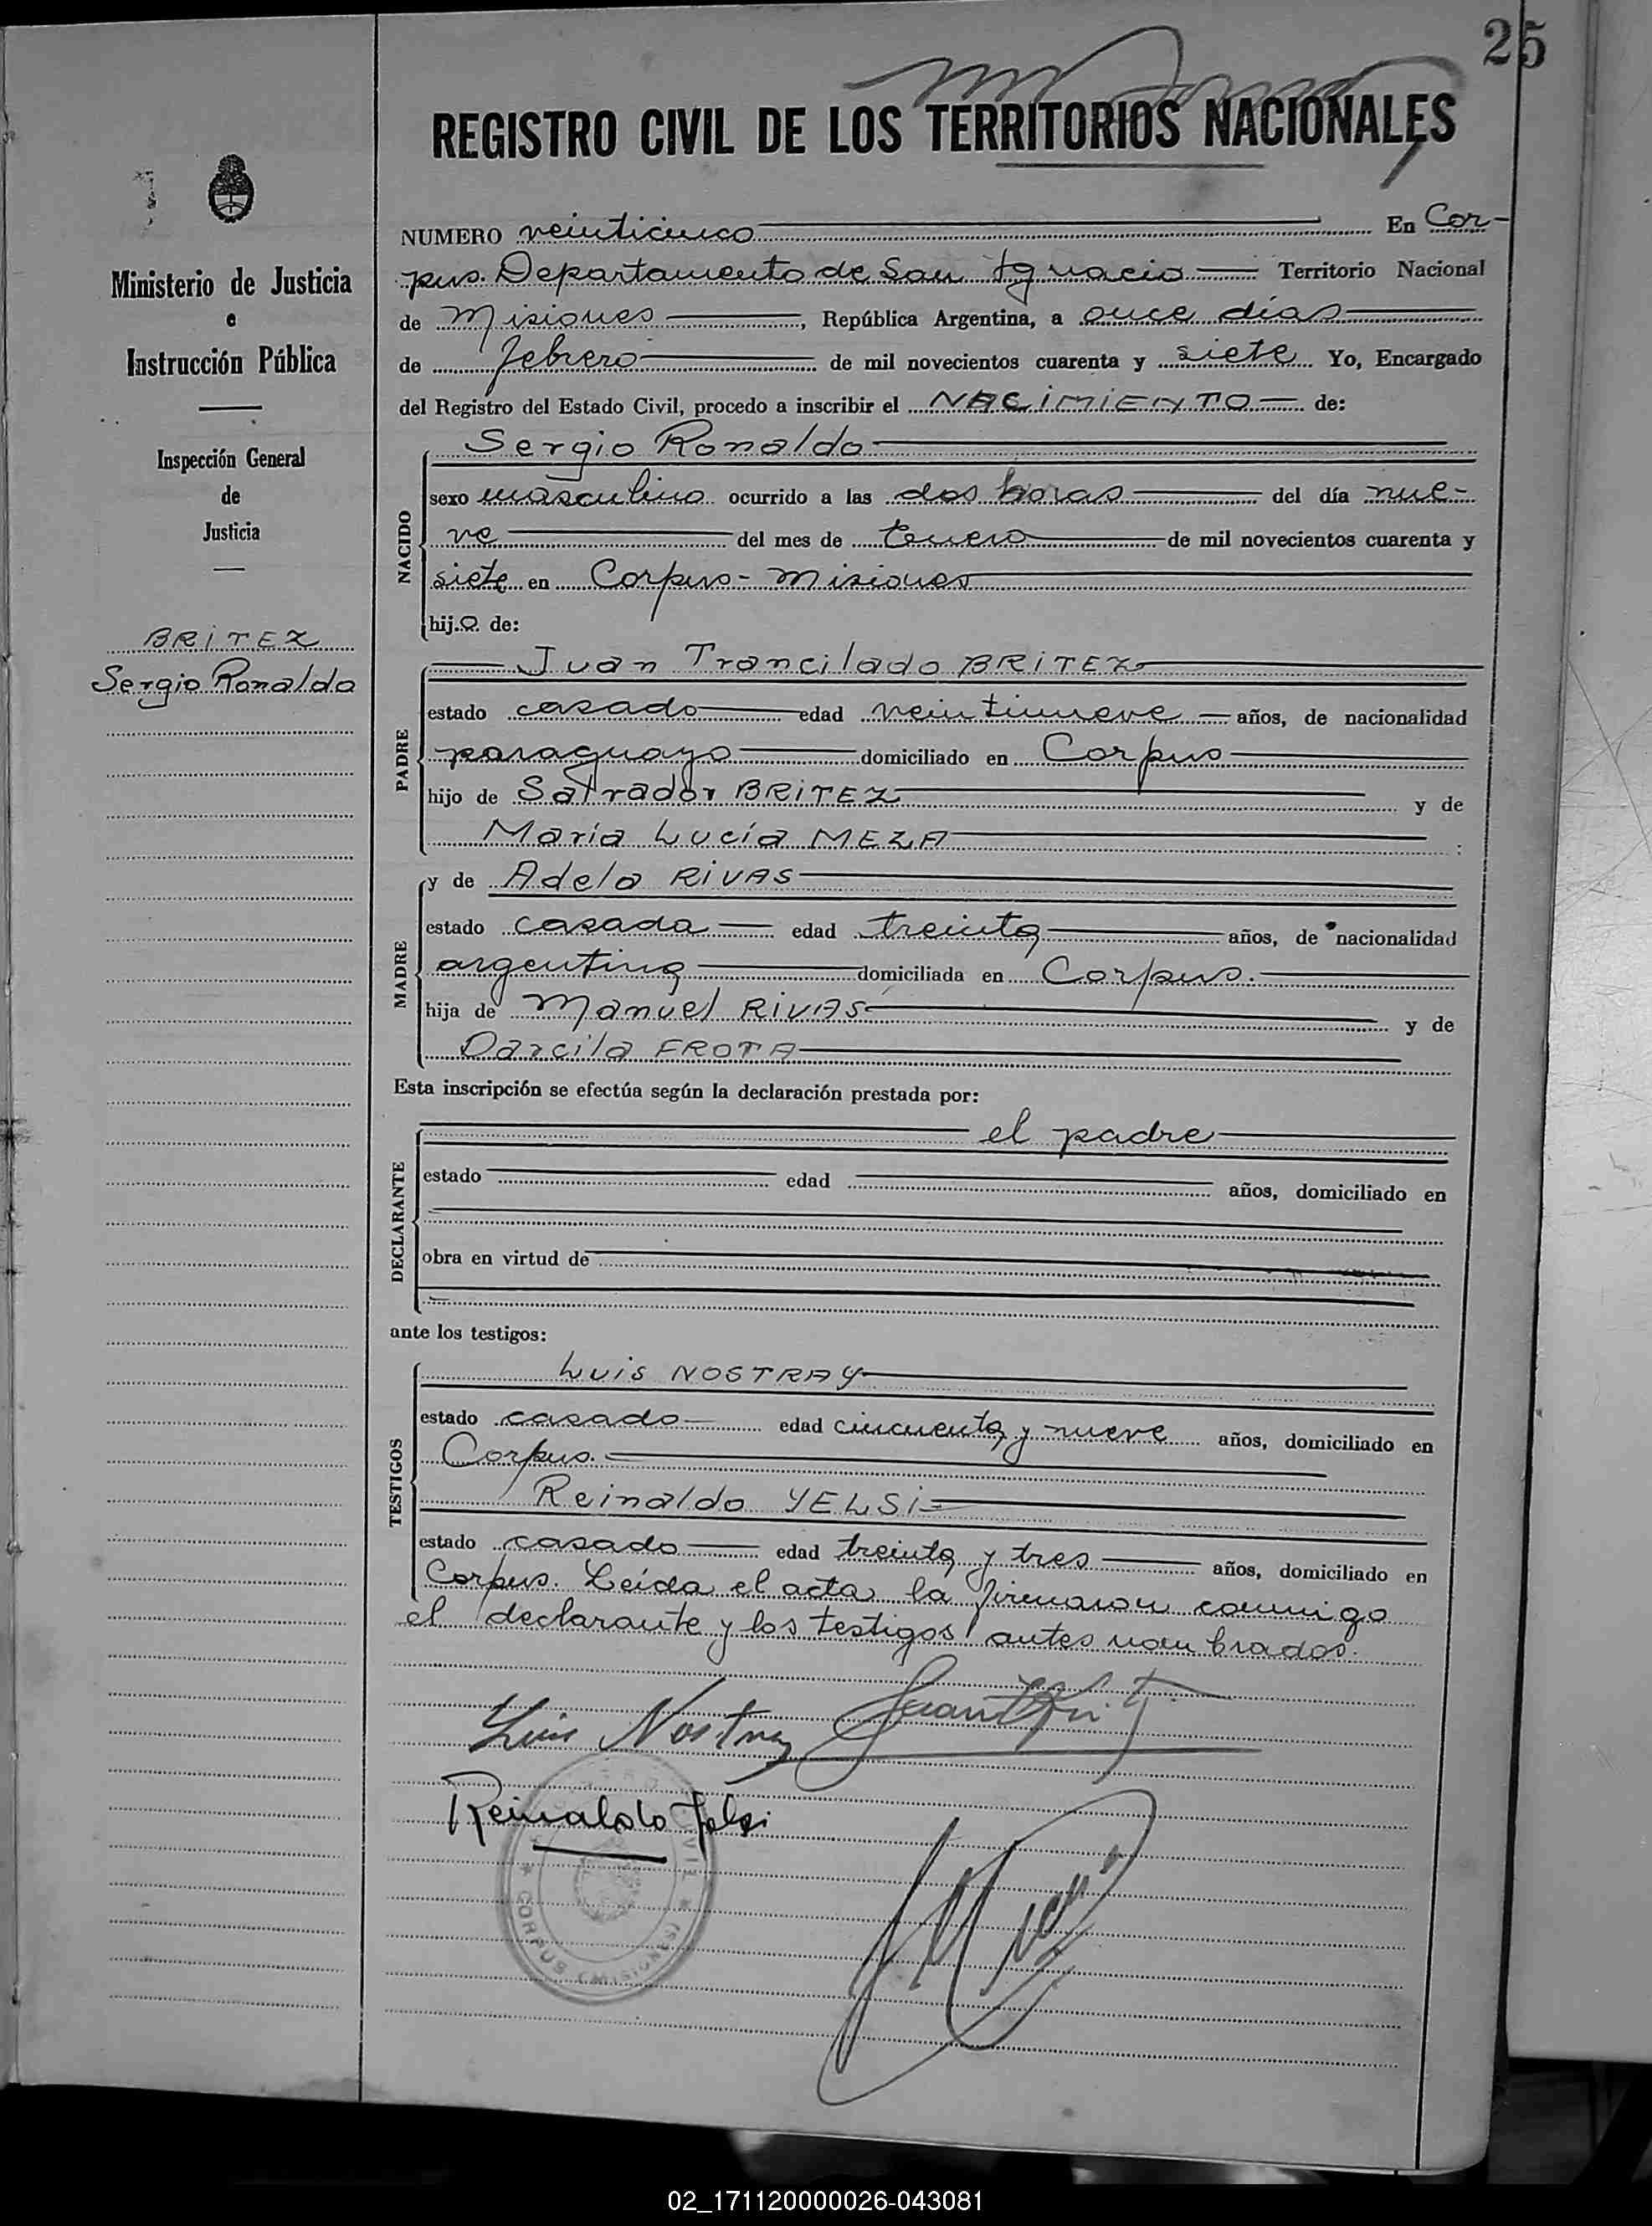 25
REGISTRO CIVIL DE LOS TERRITORIOS NACIONALES
Ministerio de Justicia
e
Instrucción Pública
Inspección General
de
Justicia
BRITEZ
Sergio Ronaldo
NUMERO veinticinco En Cor-
pus. Departamento de San Ignacio Territorio Nacional
de Misiones, República Argentina, a once días
de febrero de mil novecientos cuarenta y siete Yo, Encargado
del Registro del Estado Civil, procedo a inscribir el NACIMIENTO de:
NACIDO
Sergio Ronaldo
sexo masculino ocurrido a las dos horas del día nue-
ve del mes de Enero de mil novecientos cuarenta y
siete en Corpus - Misiones
hij.o de:
PADRE
Juan Trancilado BRITEZ
estado casado edad veintinueve años, de nacionalidad
paraguayo domiciliado en Corpus
hijo de Salvador BRITEZ y de
María Lucía MEZA
MADRE
y de Adela RIVAS
estado casada edad treinta años, de nacionalidad
argentina domiciliada en Corpus.
hija de Manuel RIVAS y de
Darcila FROTA
Esta inscripción se efectúa según la declaración prestada por:
DECLARANTE
el padre
estado edad años, domiciliado en
obra en virtud de
ante los testigos:
TESTIGOS
Luis NOSTRAY
estado casado edad cincuenta y nueve años, domiciliado en
Corpus.
Reinaldo YELSI
estado casado edad treinta y tres años, domiciliado en
Corpus. Leída el acta la firmaron conmigo
el declarante y los testigos antes nombrados.
Luis Nostray
Reinaldo Jelsi
CORPUS (MISIONES)
02_171120000026-043081